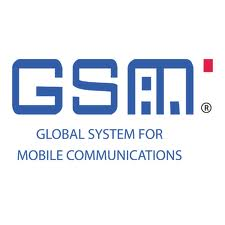 GSM ®
GLOBAL SYSTEM FOR
MOBILE COMMUNICATIONS